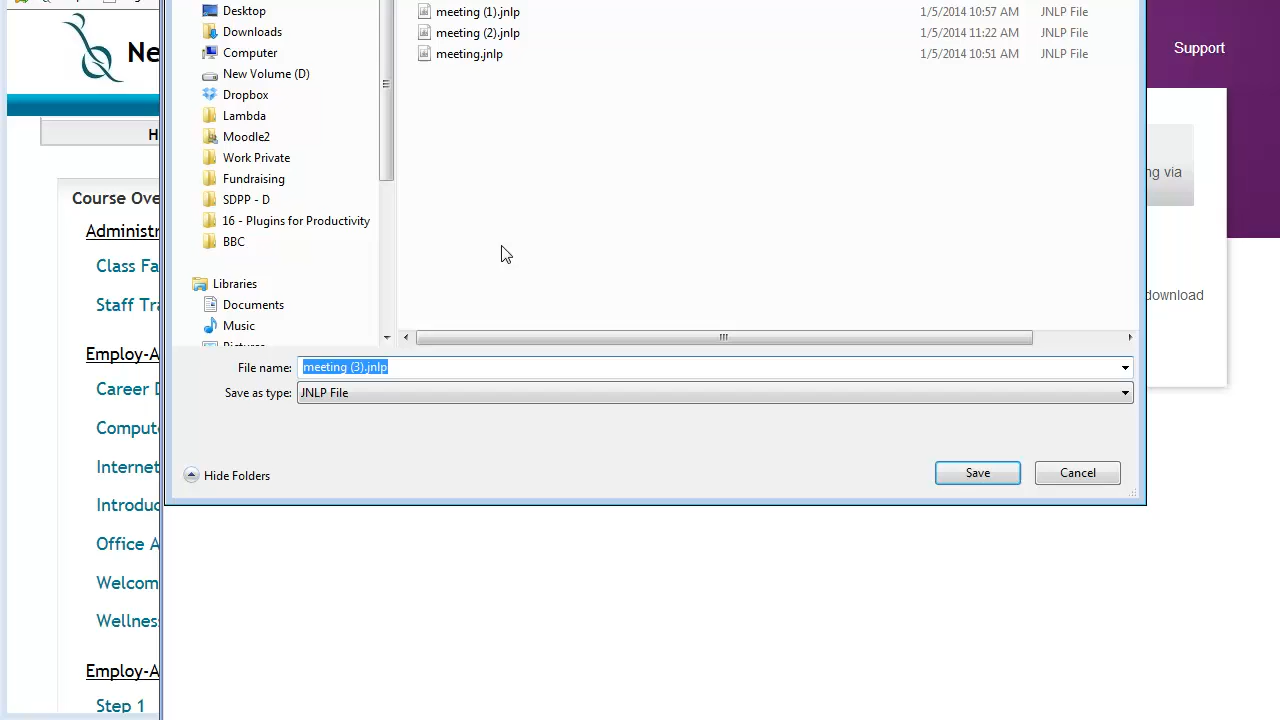 Desktop
meeting (1).jnlp 1/5/2014 10:57 AM JNLP File
Downloads
meeting (2).jnlp 1/5/2014 11:22 AM JNLP File
Support
Ne
Computer
meeting.jnlp 1/5/2014 10:51 AM JNLP File
New Volume (D)
Dropbox
Lambda
H
Moodle2
Work Private
ng via
Fundraising
Course Ove
SDPP - D
16 - Plugins for Productivity
Administr
BBC
Class Fa
Libraries
download
Staff Tra
Documents
Music
Employ-A
File name: meeting (3).jnlp
Career D
Save as type: JNLP File
Comput
Internet
Hide Folders
Save
Cancel
Introduc
Office A
Welcom
Wellnes
Employ-A
Step 1